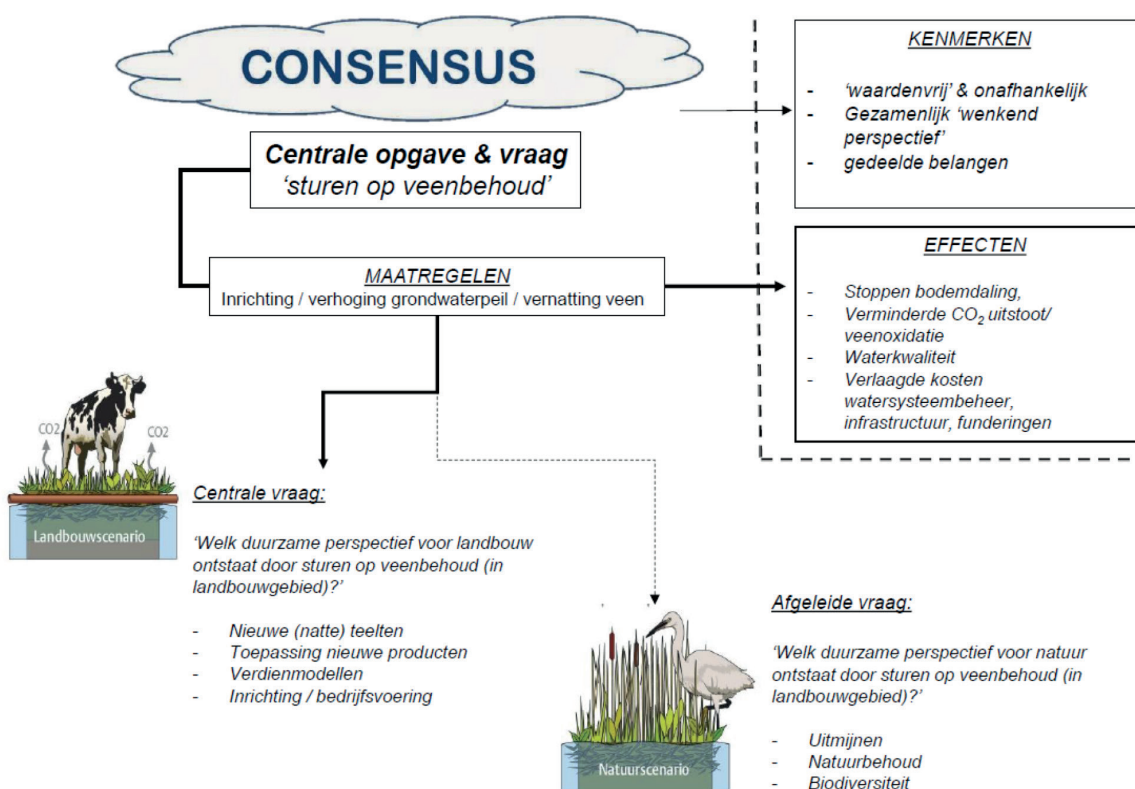 CONSENSUS
Centrale opgave & vraag
‘sturen op veenbehoud’
MAATREGELEN
Inrichting / verhoging grondwaterpeil / vernatting veen
KENMERKEN
- ‘waardenvrij’ & onafhankelijk
- Gezamenlijk ‘wenkend
perspectief’
- gedeelde belangen
EFFECTEN
- Stoppen bodemdaling,
- Verminderde CO2 uitstoot/
veenoxidatie
- Waterkwaliteit
- Verlaagde kosten
watersysteembeheer,
infrastructuur, funderingen
CO2
CO2
Landbouwscenario
Centrale vraag:
‘Welk duurzame perspectief voor landbouw
ontstaat door sturen op veenbehoud (in
landbouwgebied)?’
- Nieuwe (natte) teelten
- Toepassing nieuwe producten
- Verdienmodellen
- Inrichting / bedrijfsvoering
Natuurscenario
Afgeleide vraag:
‘Welk duurzame perspectief voor natuur
ontstaat door sturen op veenbehoud (in
landbouwgebied)?’
- Uitmijnen
- Natuurbehoud
- Biodiversiteit